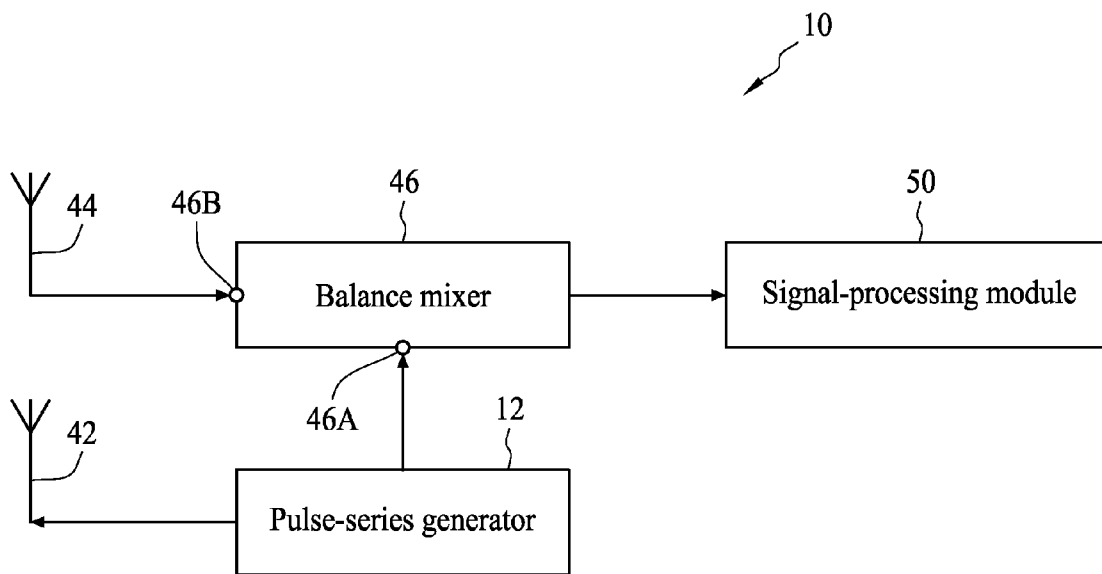 10
44
46B
46
50
Balance mixer
Signal-processing module
46A
42
12
Pulse-series generator